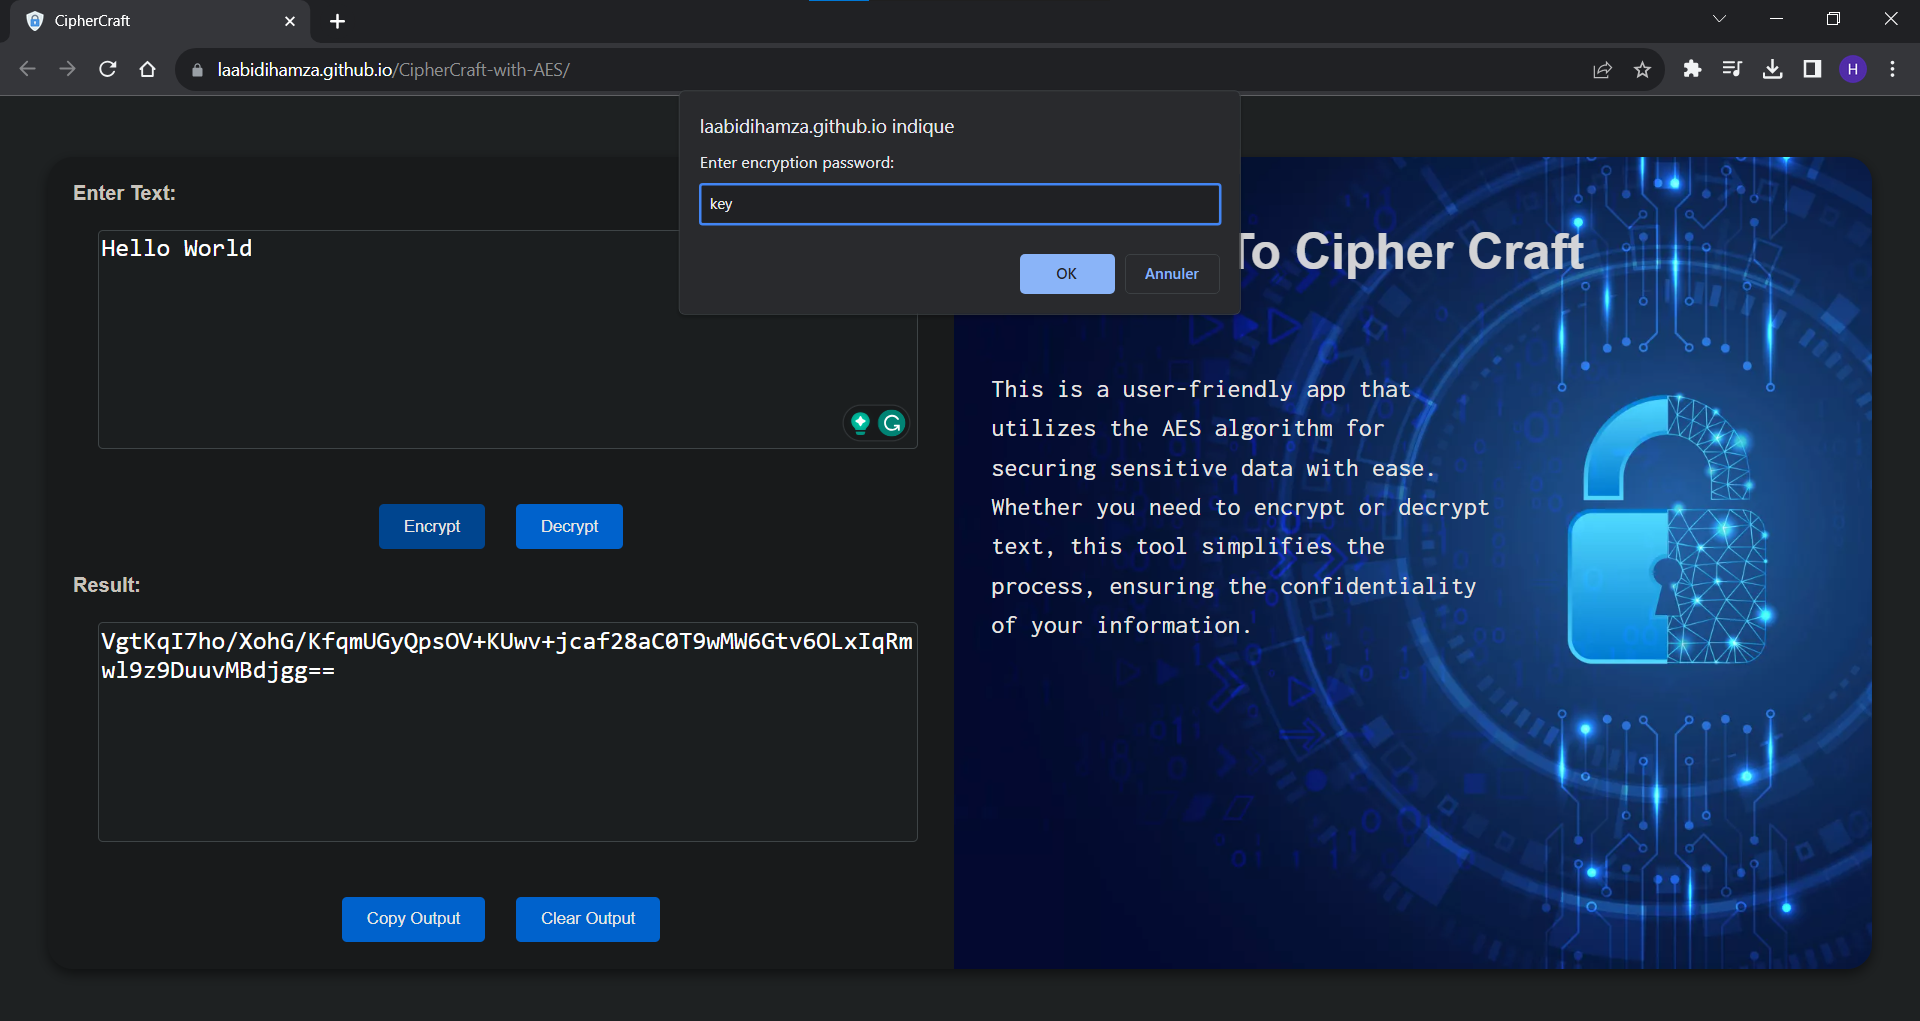 CipherCraft
laabidihamza.github.io/CipherCraft-with-AES/
H
laabidihamza.github.io indique
Enter encryption password:
key
OK
Annuler
Enter Text:
Hello World
Encrypt
Decrypt
Result:
VgtKqI7ho/XohG/KfqmUGyQpsOV+KUwv+jcaf28aC0T9wMW6Gtv6OLxIqRm
wl9z9DuuvMBdjgg==
Copy Output
Clear Output
To Cipher Craft
This is a user-friendly app that
utilizes the AES algorithm for
securing sensitive data with ease.
Whether you need to encrypt or decrypt
text, this tool simplifies the
process, ensuring the confidentiality
of your information.